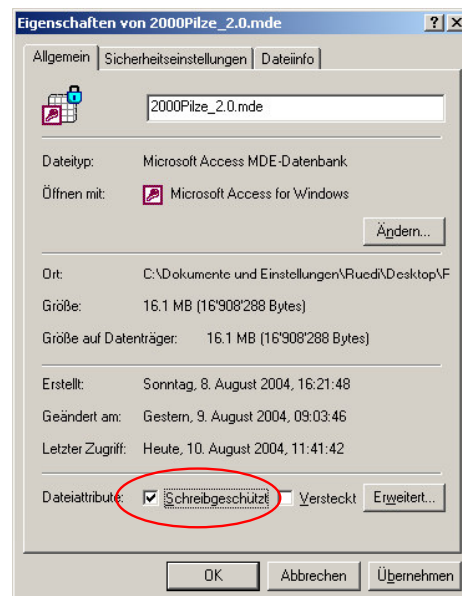 Eigenschaften von 2000Pilze_2.0.mde ? X
Allgemein Sicherheitseinstellungen Dateiinfo
2000Pilze_2.0.mde
Dateityp: Microsoft Access MDE-Datenbank
Öffnen mit: Microsoft Access for Windows
Ändern...
Ort: C:\Dokumente und Einstellungen\Ruedi\Desktop\F
Größe: 16.1 MB (16'908'288 Bytes)
Größe auf Datenträger: 16.1 MB (16'908'288 Bytes)
Erstellt: Sonntag, 8. August 2004, 16:21:48
Geändert am: Gestern, 9. August 2004, 09:03:46
Letzter Zugriff: Heute, 10. August 2004, 11:41:42
Dateiattribute: Schreibgeschützt Versteckt Erweitert...
OK Abbrechen Übernehmen